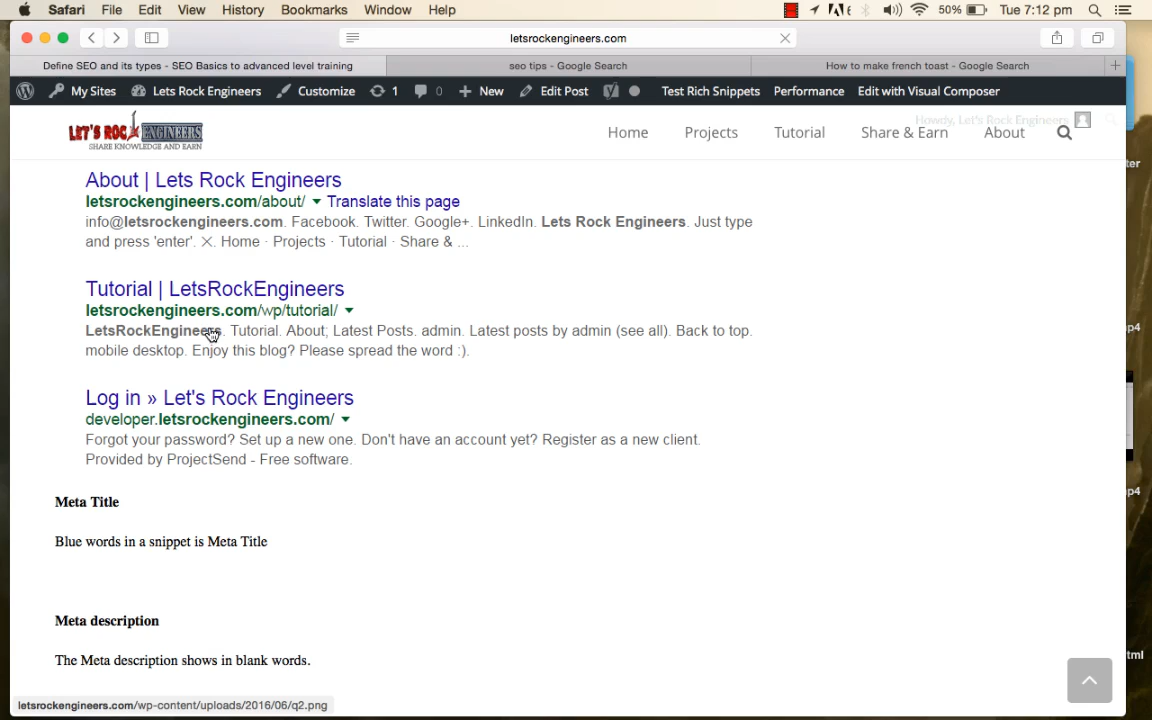 Safari File Edit View History Bookmarks Window Help 50% Tue 7:12 pm
letsrockengineers.com
Define SEO and its types - SEO Basics to advanced level training seo tips - Google Search How to make french toast - Google Search
My Sites Lets Rock Engineers Customize 1 0 New Edit Post Test Rich Snippets Performance Edit with Visual Composer
Howdy, Let's Rock Engineers
LET'S ROCK ENGINEERS
SHARE KNOWLEDGE AND EARN
Home Projects Tutorial Share & Earn About
About | Lets Rock Engineers
letsrockengineers.com/about/ Translate this page
info@letsrockengineers.com. Facebook. Twitter. Google+. LinkedIn. Lets Rock Engineers. Just type
and press 'enter'. X. Home · Projects · Tutorial · Share & ...
Tutorial | LetsRockEngineers
letsrockengineers.com/wp/tutorial/
LetsRockEngineers. Tutorial. About; Latest Posts. admin. Latest posts by admin (see all). Back to top.
mobile desktop. Enjoy this blog? Please spread the word :).
Log in » Let's Rock Engineers
developer.letsrockengineers.com/
Forgot your password? Set up a new one. Don't have an account yet? Register as a new client.
Provided by ProjectSend - Free software.
Meta Title
Blue words in a snippet is Meta Title
Meta description
The Meta description shows in blank words.
letsrockengineers.com/wp-content/uploads/2016/06/q2.png